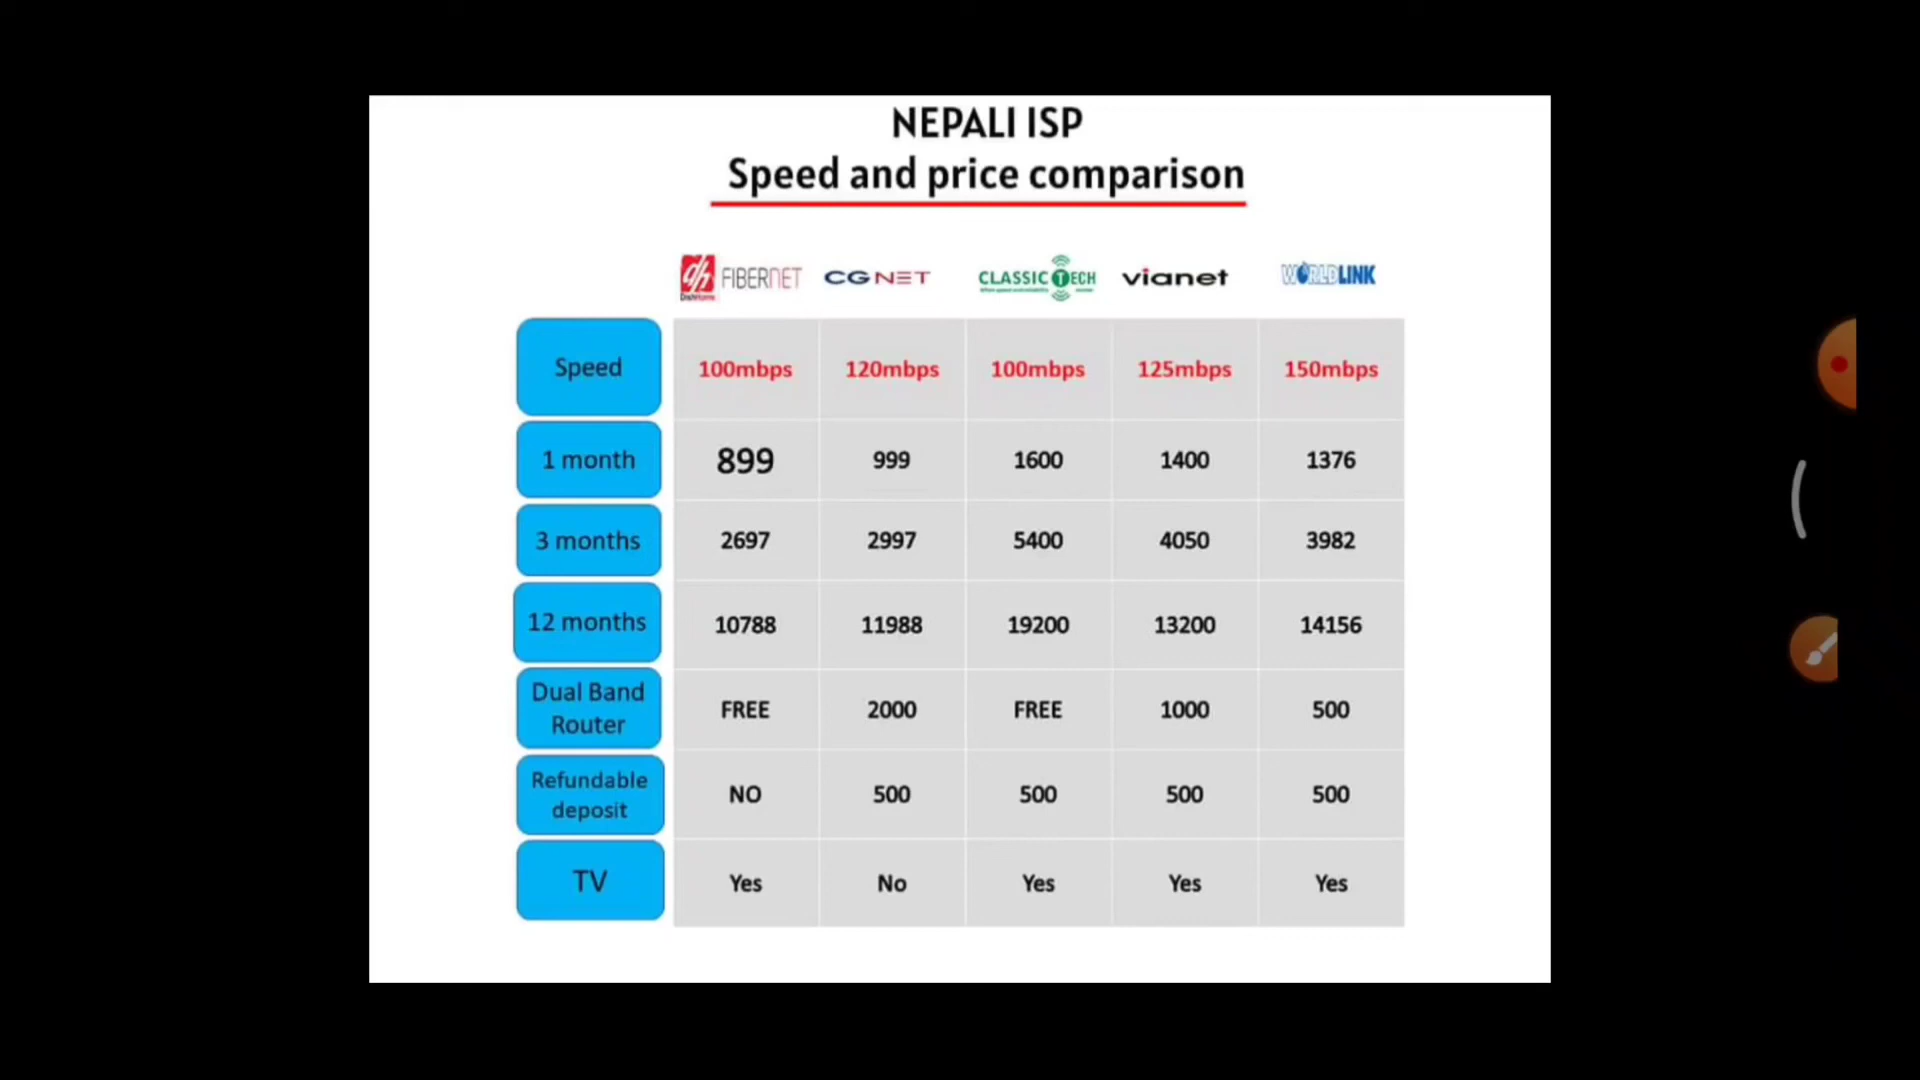 NEPALI ISP
Speed and price comparison
dh DishHome FIBERNET CGNET CLASSIC TECH vianet WORLDLINK
Speed 100mbps 120mbps 100mbps 125mbps 150mbps
1 month 899 999 1600 1400 1376
3 months 2697 2997 5400 4050 3982
12 months 10788 11988 19200 13200 14156
Dual Band
Router FREE 2000 FREE 1000 500
Refundable
deposit NO 500 500 500 500
TV Yes No Yes Yes Yes